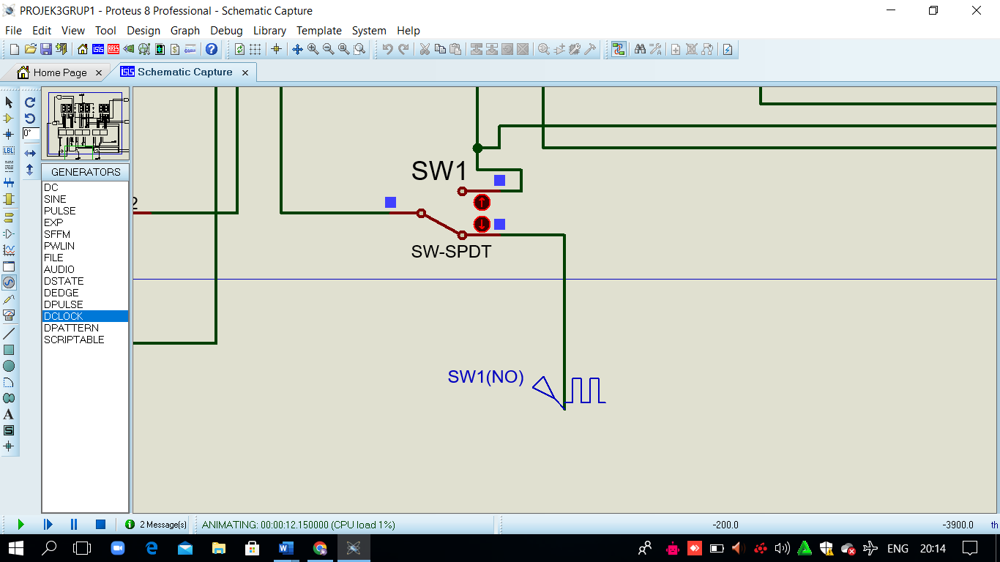 PROJEK3GRUP1 - Proteus 8 Professional - Schematic Capture
File Edit View Tool Design Graph Debug Library Template System Help
Home Page Schematic Capture
0°
LBL
GENERATORS
DC
SINE
PULSE
EXP
SFFM
PWLIN
FILE
AUDIO
DSTATE
DEDGE
DPULSE
DCLOCK
DPATTERN
SCRIPTABLE
A
S
2
SW1
SW-SPDT
SW1(NO)
2 Message(s) ANIMATING: 00:00:12.150000 (CPU load 1%) -200.0 -3900.0 th
ENG 20:14